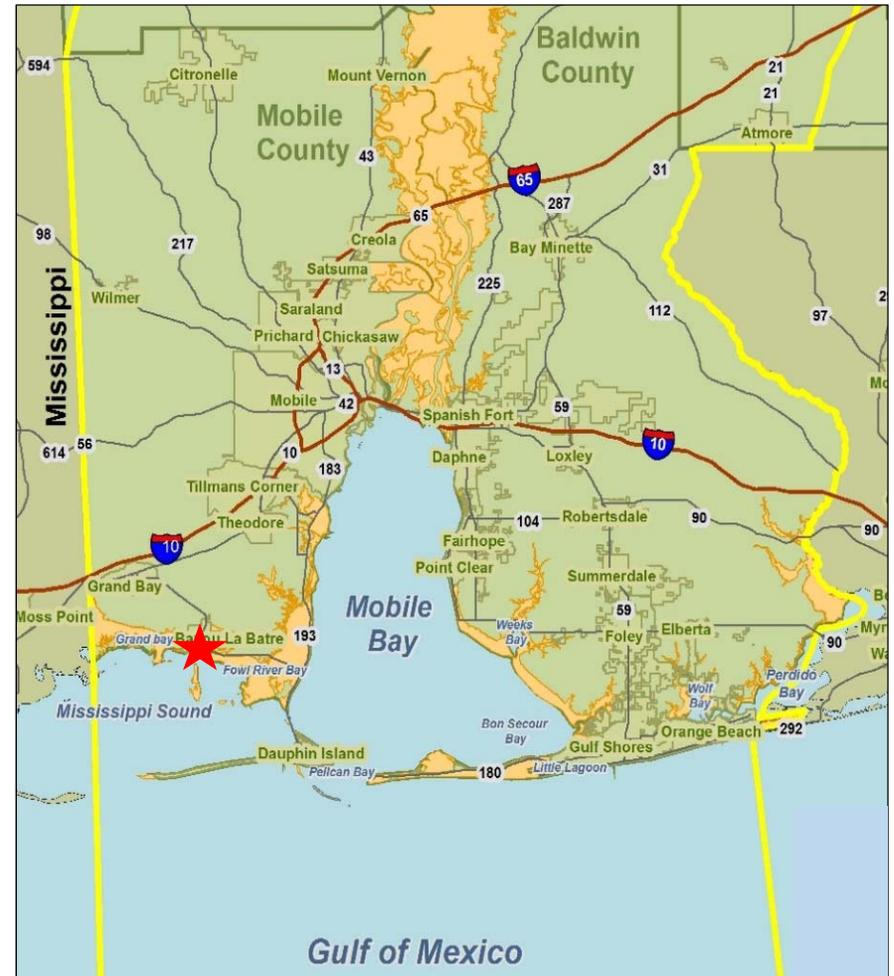 Baldwin
County
21
594
Citronelle
Mount Vernon
21
Mobile
County
Atmore
43
31
65
287
65
98
Creola
217
Bay Minette
Satsuma
225
Wilmer
Saraland
112
97
Mississippi
Prichard
Chickasaw
13
Mobile
42
59
Spanish Fort
56
614
10
10
Daphne
Loxley
183
Tillmans Corner
104
Robertsdale
90
Theodore
90
Fairhope
10
Point Clear
Summerdale
Grand Bay
Mobile
Bay
59
Moss Point
Weeks
Bay
Elberta
Grand bay
La Batre
193
Foley
90
Fowl River Bay
Perdido
Bay
Wolf
Bay
Mississippi Sound
Bon Secour
Bay
Orange Beach
292
Dauphin Island
Gulf Shores
Pelican Bay
180
Little Lagoon
Gulf of Mexico